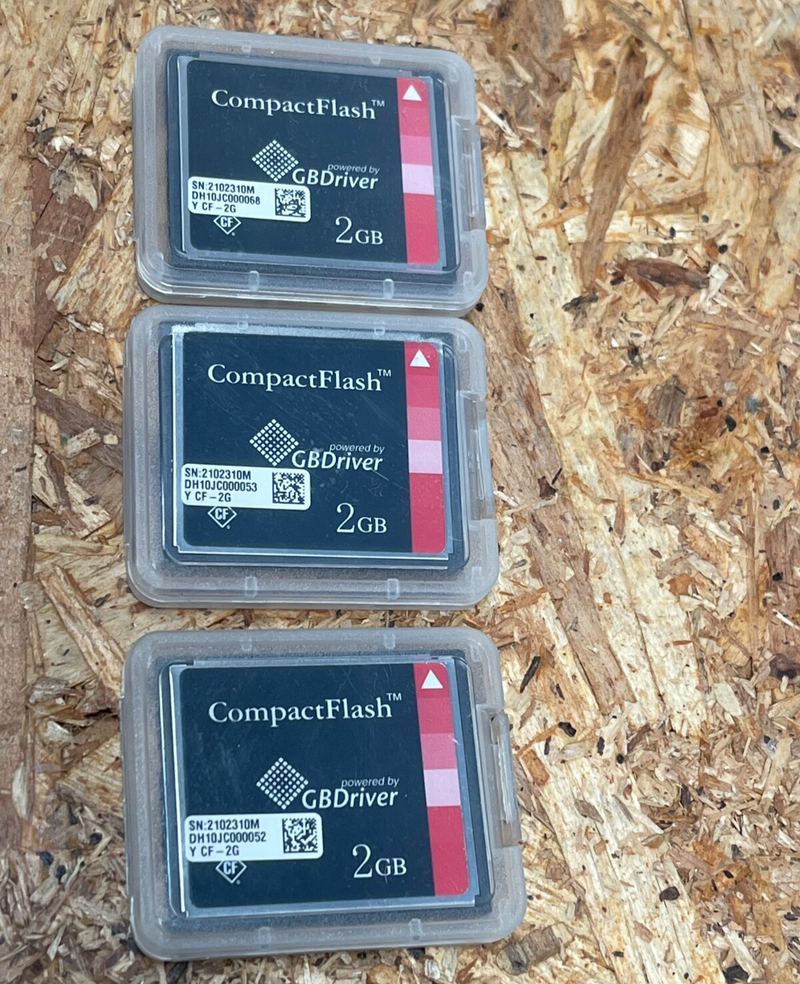 CompactFlash™
powered by
GBDriver
SN:2102310M
DH10JC000068
Y CF-2G
CF
2GB
CompactFlash™
powered by
GBDriver
SN:2102310M
DH10JC000053
Y CF-2G
CF
2GB
CompactFlash™
powered by
GBDriver
SN:2102310M
DH10JC000052
Y CF-2G
CF
2GB